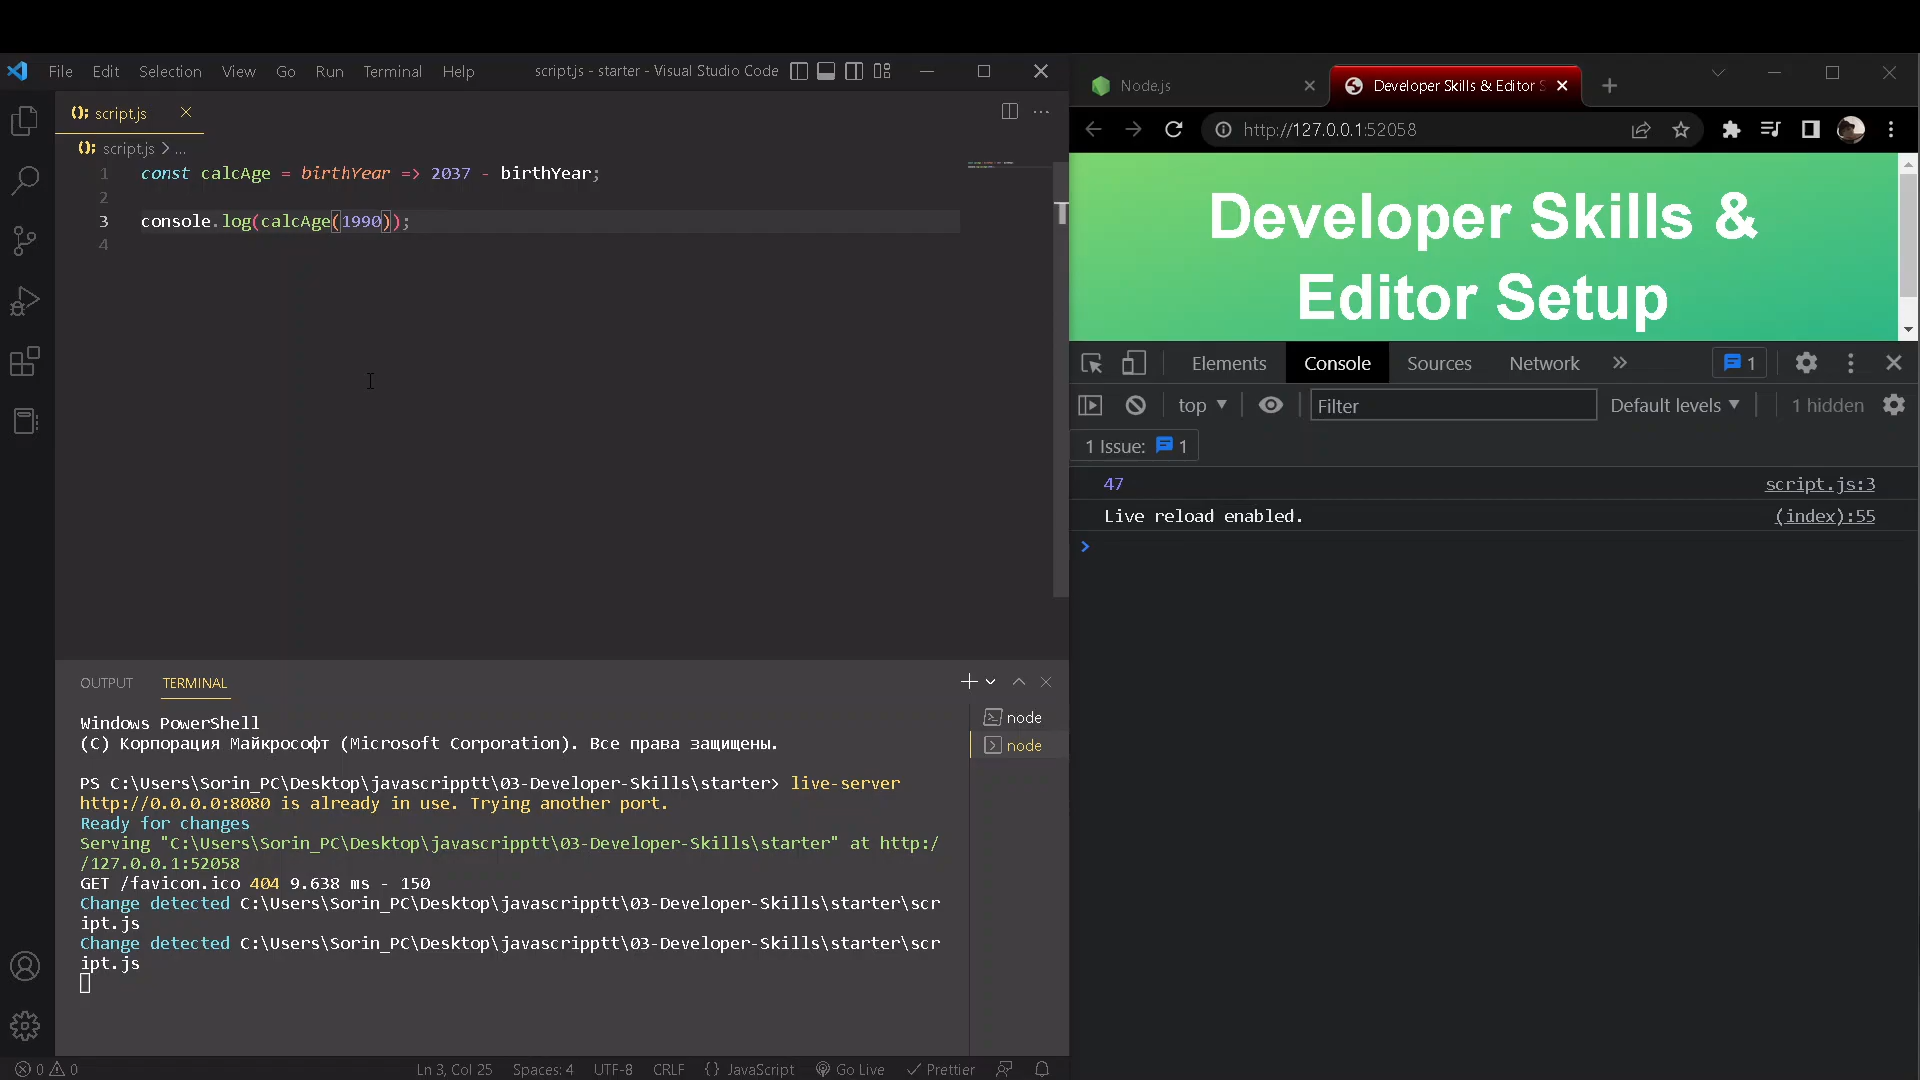 File Edit Selection View Go Run Terminal Help script.js - starter - Visual Studio Code
script.js
script.js > ...
1 const calcAge = birthYear => 2037 - birthYear;
2
3 console.log(calcAge(1990));
4
OUTPUT TERMINAL
Windows PowerShell
(C) Корпорация Майкрософт (Microsoft Corporation). Все права защищены.
PS C:\Users\Sorin_PC\Desktop\javascripptt\03-Developer-Skills\starter> live-server
http://0.0.0.0:8080 is already in use. Trying another port.
Ready for changes
Serving "C:\Users\Sorin_PC\Desktop\javascripptt\03-Developer-Skills\starter" at http:/
/127.0.0.1:52058
GET /favicon.ico 404 9.638 ms - 150
Change detected C:\Users\Sorin_PC\Desktop\javascripptt\03-Developer-Skills\starter\scr
ipt.js
Change detected C:\Users\Sorin_PC\Desktop\javascripptt\03-Developer-Skills\starter\scr
ipt.js
node
node
0 0 Ln 3, Col 25 Spaces: 4 UTF-8 CRLF {} JavaScript Go Live Prettier
Node.js Developer Skills & Editor S
http://127.0.0.1:52058
Developer Skills &
Editor Setup
Elements Console Sources Network 1
top Filter Default levels 1 hidden
1 Issue: 1
47 script.js:3
Live reload enabled. (index):55